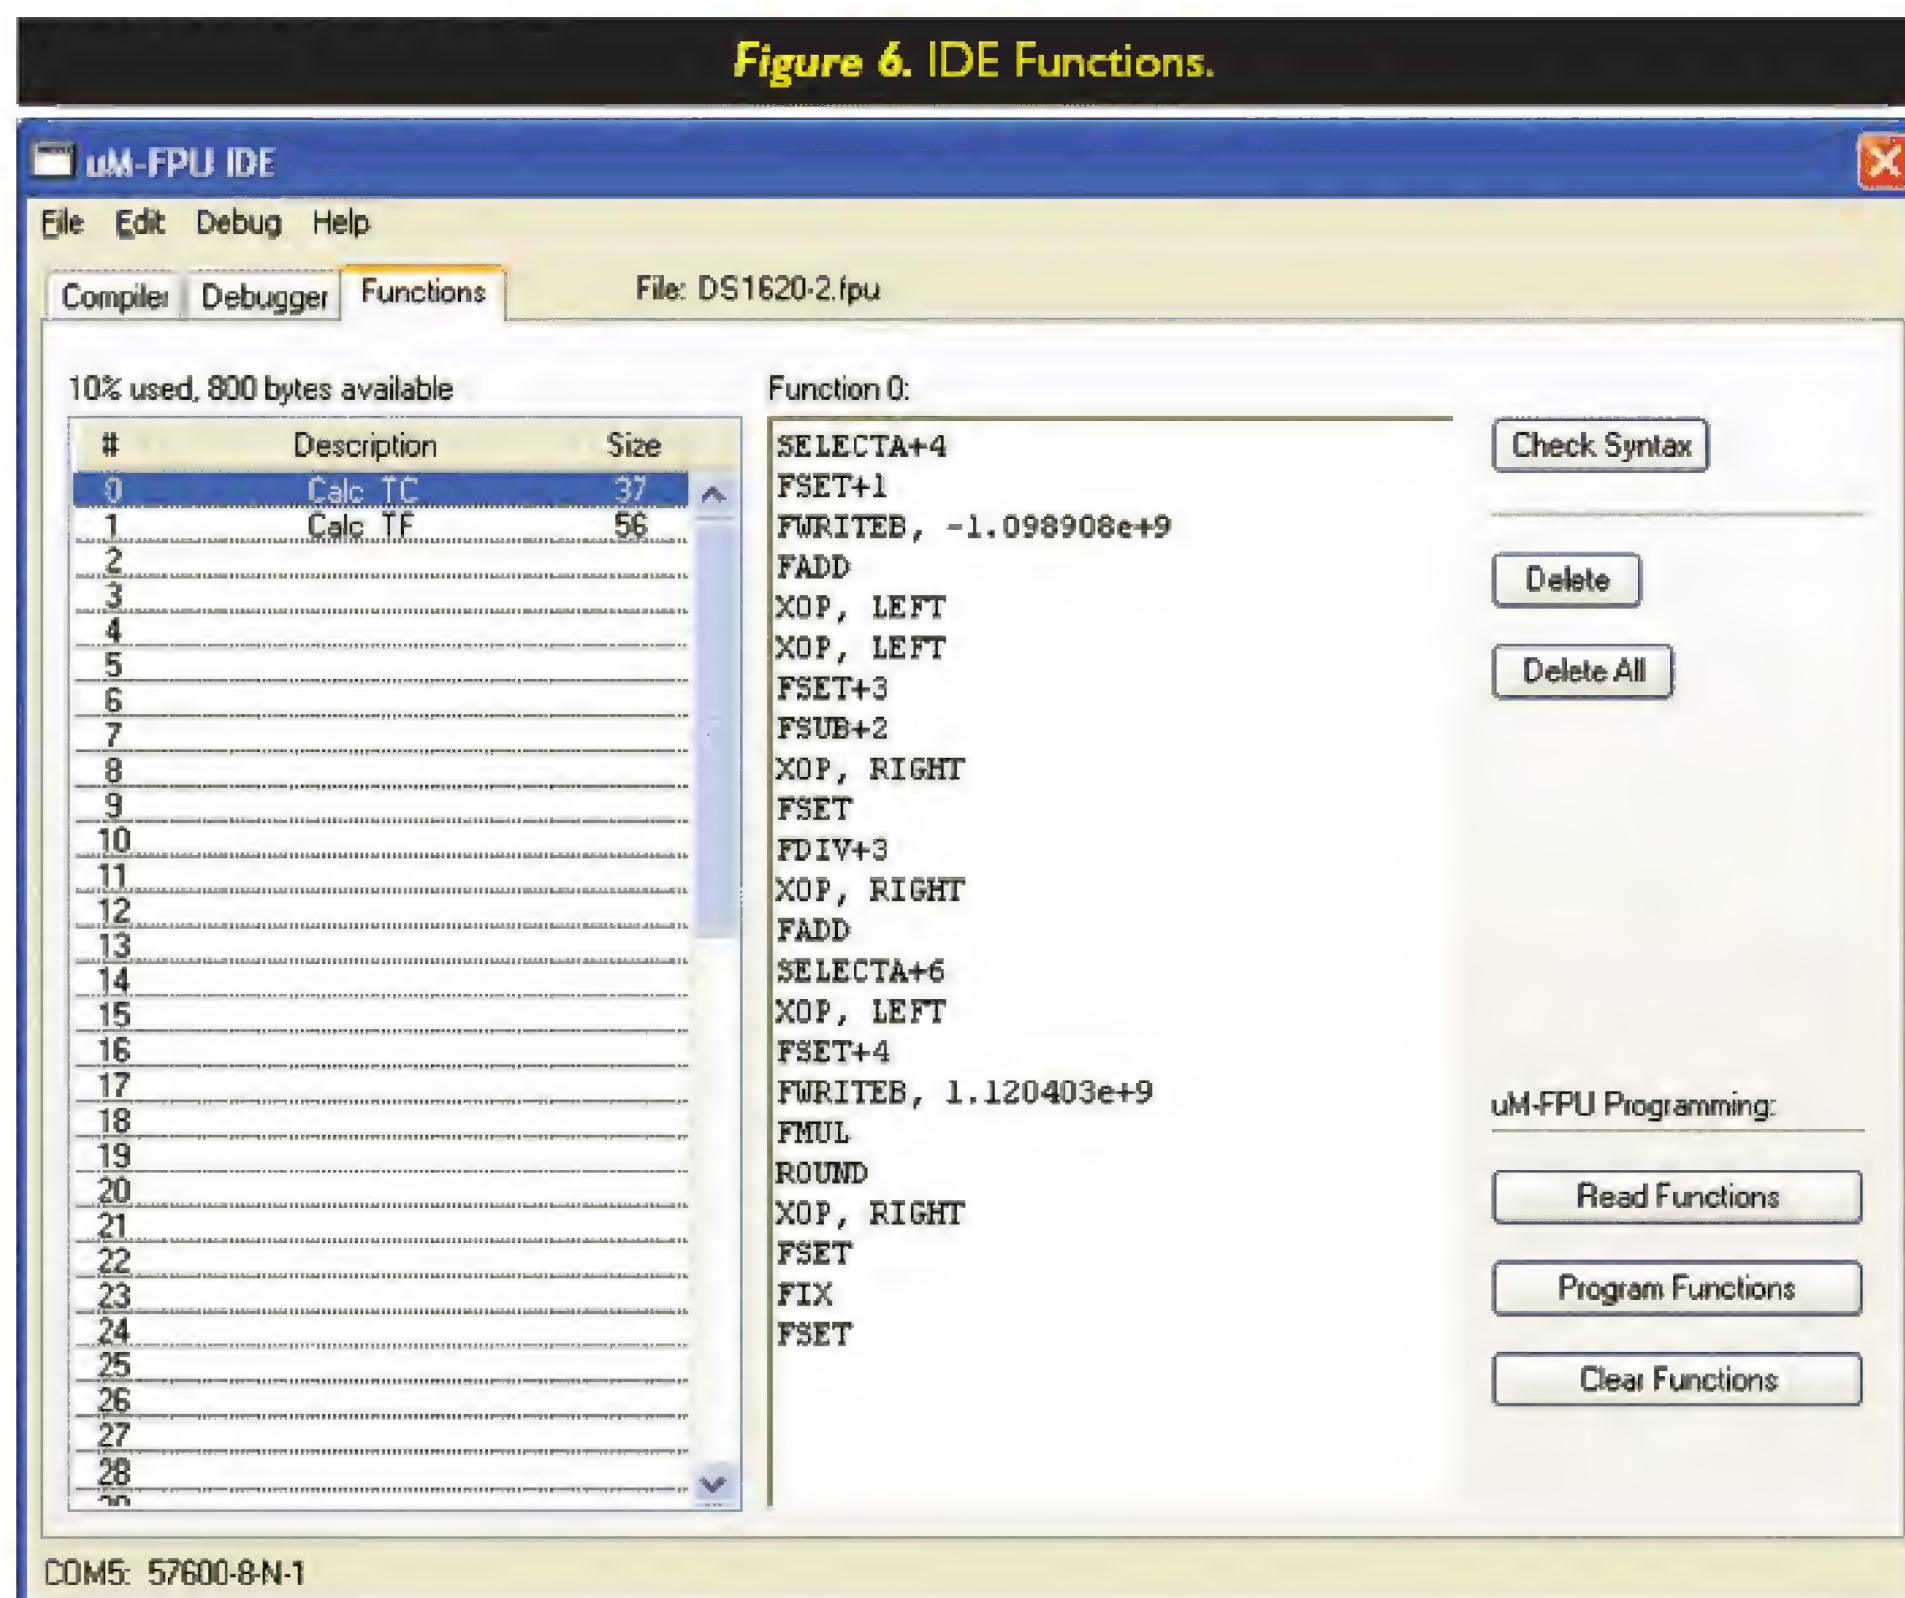 Figure 6. IDE Functions.
uM-FPU IDE
File Edit Debug Help
Compiler Debugger Functions File: DS1620-2.fpu
10% used, 800 bytes available
# Description Size
0 Calc TC 37
1 Calc TF 56
2
3
4
5
6
7
8
9
10
11
12
13
14
15
16
17
18
19
20
21
22
23
24
25
26
27
28
Function 0:
SELECTA+4
FSET+1
FWRITEB, -1.098908e+9
FADD
XOP, LEFT
XOP, LEFT
FSET+3
FSUB+2
XOP, RIGHT
FSET
FDIV+3
XOP, RIGHT
FADD
SELECTA+6
XOP, LEFT
FSET+4
FWRITEB, 1.120403e+9
FMUL
ROUND
XOP, RIGHT
FSET
FIX
FSET
Check Syntax
Delete
Delete All
uM-FPU Programming:
Read Functions
Program Functions
Clear Functions
COM5: 57600-8-N-1